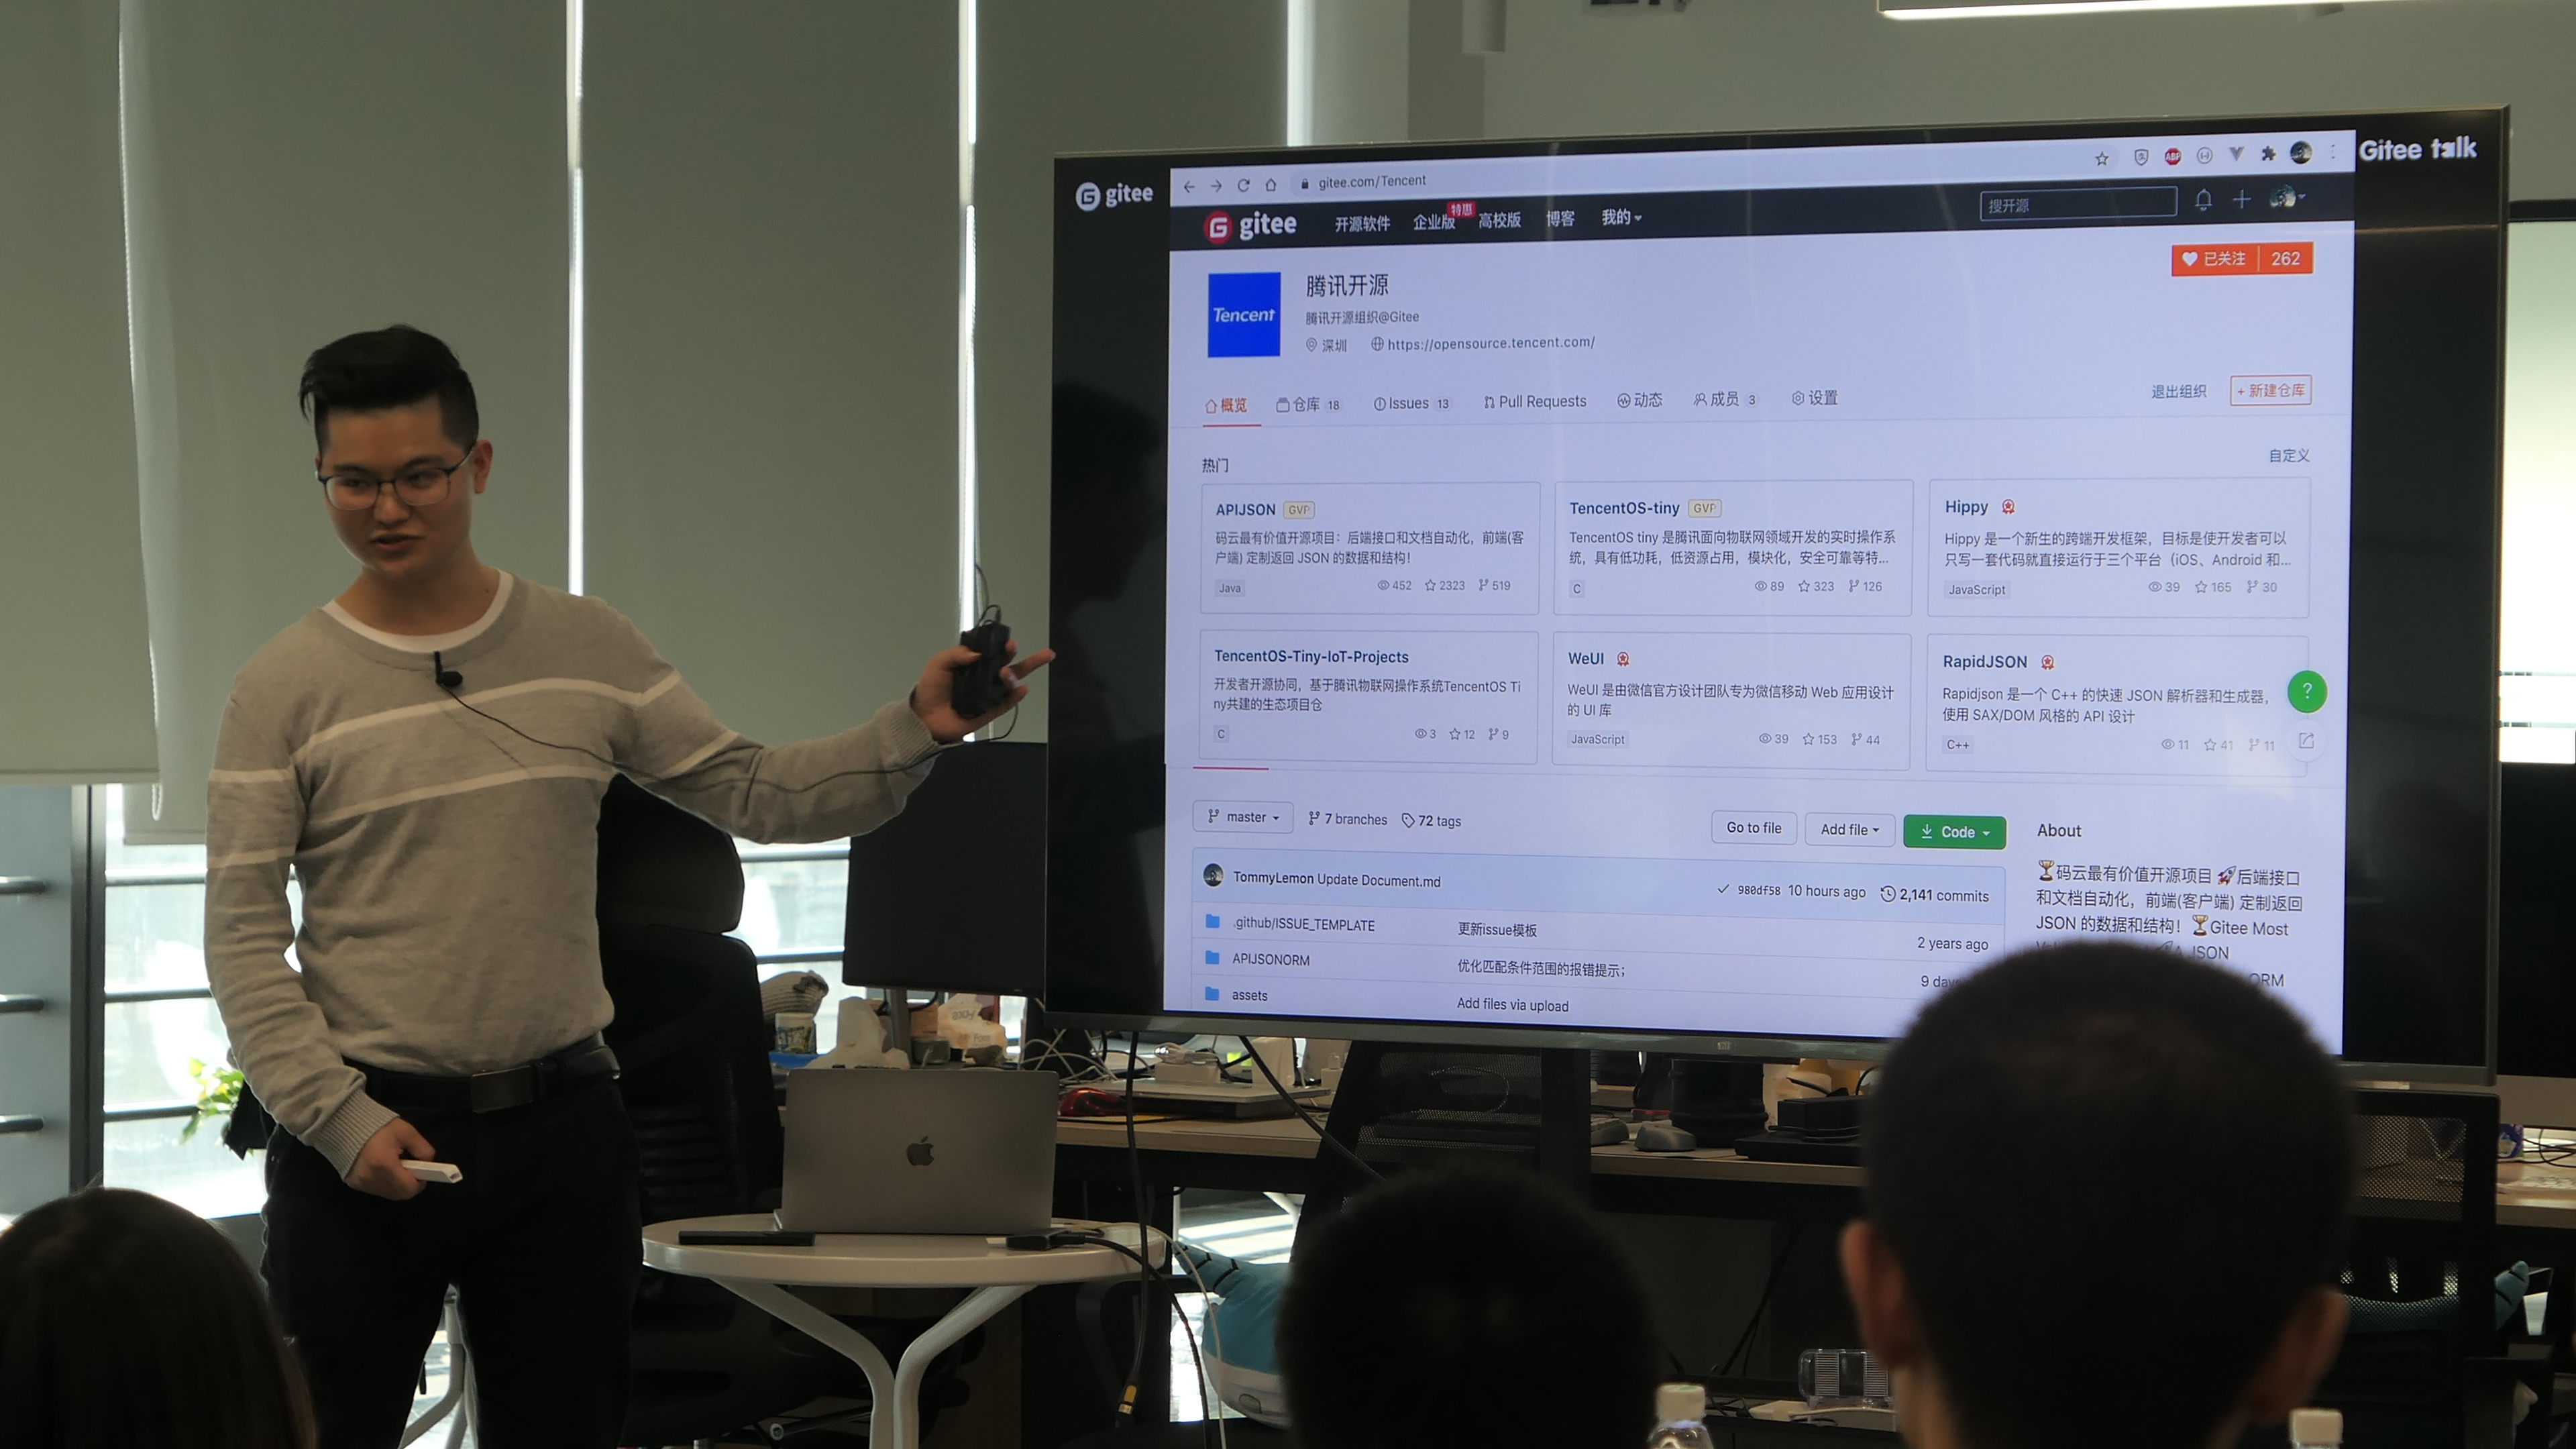 gitee
Gitee talk
gitee.com/Tencent
ABP
gitee 开源软件 企业版 特惠 高校版 博客 我的
搜开源
已关注 262
Tencent
腾讯开源
腾讯开源组织@Gitee
深圳 https://opensource.tencent.com/
概览 仓库 18 Issues 13 Pull Requests 动态 成员 3 设置
退出组织 + 新建仓库
热门
自定义
APIJSON GVP
码云最有价值开源项目：后端接口和文档自动化，前端(客
户端) 定制返回 JSON 的数据和结构！
Java 452 2323 519
TencentOS-tiny GVP
TencentOS tiny 是腾讯面向物联网领域开发的实时操作系
统，具有低功耗，低资源占用，模块化，安全可靠等特...
C 89 323 126
Hippy
Hippy 是一个新生的跨端开发框架，目标是使开发者可以
只写一套代码就直接运行于三个平台（iOS、Android 和...
JavaScript 39 165 30
TencentOS-Tiny-IoT-Projects
开发者开源协同，基于腾讯物联网操作系统TencentOS Ti
ny共建的生态项目仓
C 3 12 9
WeUI
WeUI 是由微信官方设计团队专为微信移动 Web 应用设计
的 UI 库
JavaScript 39 153 44
RapidJSON
Rapidjson 是一个 C++ 的快速 JSON 解析器和生成器，
使用 SAX/DOM 风格的 API 设计
C++ 11 41 11
?
master 7 branches 72 tags
Go to file Add file Code
TommyLemon Update Document.md 980df58 10 hours ago 2,141 commits
.github/ISSUE_TEMPLATE 更新issue模板 2 years ago
APIJSONORM 优化匹配条件范围的报错提示；
assets Add files via upload
About
🏆码云最有价值开源项目 🚀后端接口
和文档自动化，前端(客户端) 定制返回
JSON 的数据和结构！🏆Gitee Most
JSON